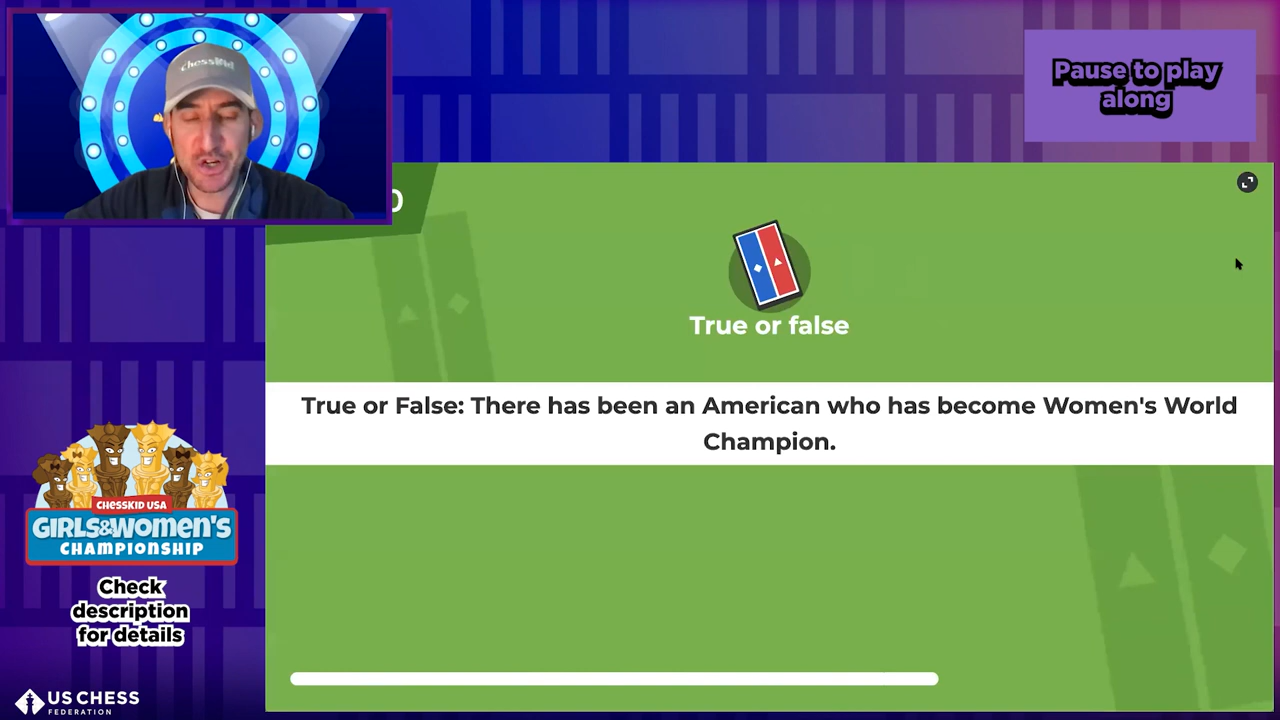 chessKid
Pause to play
along
True or false
True or False: There has been an American who has become Women's World
Champion.
CHESSKID USA
GIRLS&WOMEN'S
CHAMPIONSHIP
Check
description
for details
US CHESS
FEDERATION